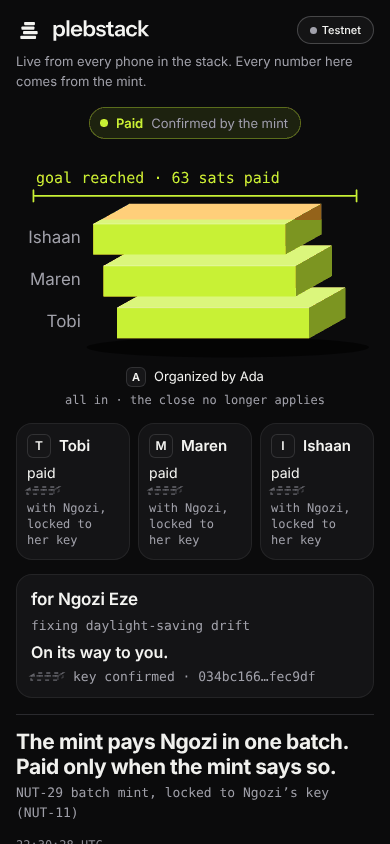 plebstack
Testnet
Live from every phone in the stack. Every number here
comes from the mint.
Paid Confirmed by the mint
goal reached · 63 sats paid
Ishaan
Maren
Tobi
A Organized by Ada
all in · the close no longer applies
T Tobi
paid
with Ngozi,
locked to
her key
M Maren
paid
with Ngozi,
locked to
her key
I Ishaan
paid
with Ngozi,
locked to
her key
for Ngozi Eze
fixing daylight-saving drift
On its way to you.
key confirmed · 034bc166…fec9df
The mint pays Ngozi in one batch.
Paid only when the mint says so.
NUT-29 batch mint, locked to Ngozi’s key
(NUT-11)